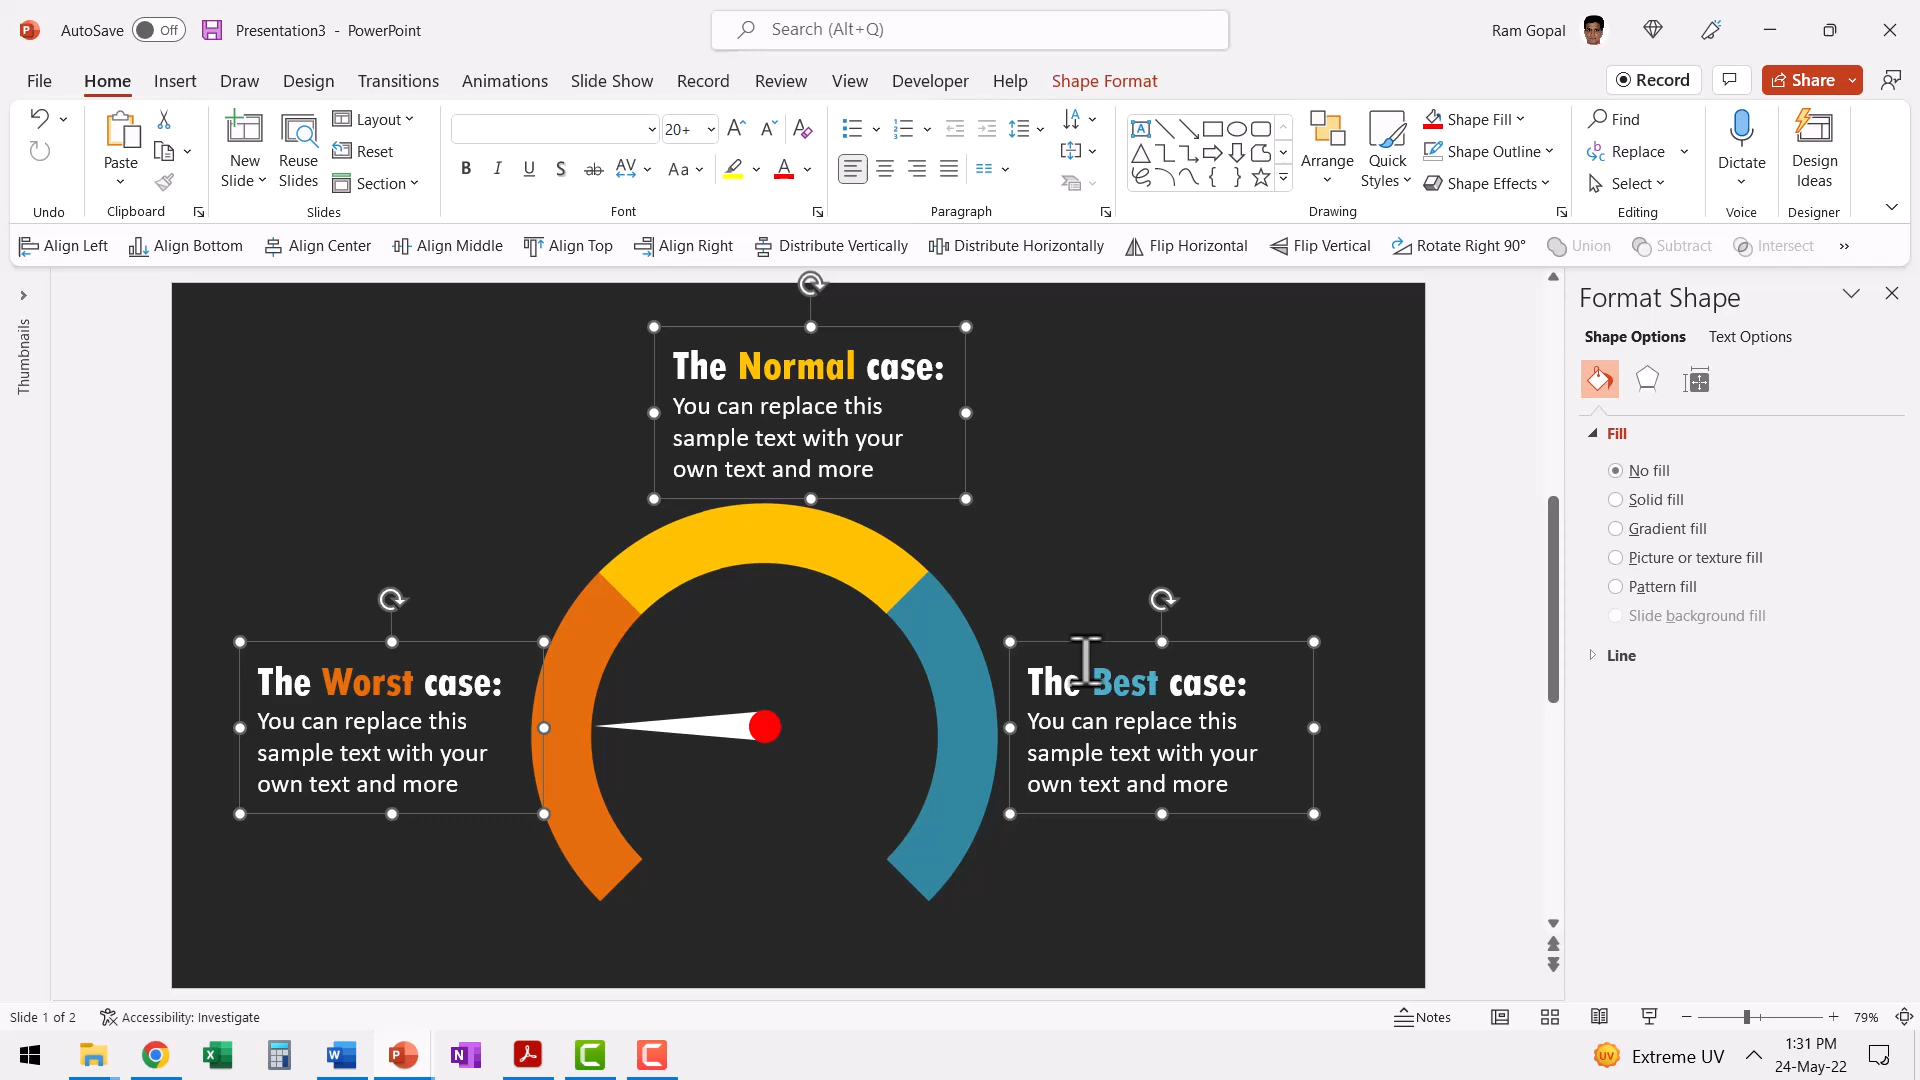 AutoSave Off Presentation3 - PowerPoint Search (Alt+Q) Ram Gopal
File Home Insert Draw Design Transitions Animations Slide Show Record Review View Developer Help Shape Format Record Share
Paste
New Slide
Reuse Slides
Layout
Reset
Section
20+
B I U S ab AV Aa A
Arrange
Quick Styles
Shape Fill
Shape Outline
Shape Effects
Find
Replace
Select
Dictate
Design Ideas
Undo Clipboard Slides Font Paragraph Drawing Editing Voice Designer
Align Left Align Bottom Align Center Align Middle Align Top Align Right Distribute Vertically Distribute Horizontally Flip Horizontal Flip Vertical Rotate Right 90° Union Subtract Intersect »
Thumbnails
The Normal case:
You can replace this
sample text with your
own text and more
The Worst case:
You can replace this
sample text with your
own text and more
The Best case:
You can replace this
sample text with your
own text and more
Format Shape
Shape Options Text Options
Fill
No fill
Solid fill
Gradient fill
Picture or texture fill
Pattern fill
Slide background fill
Line
Slide 1 of 2 Accessibility: Investigate Notes 79%
UV Extreme UV
1:31 PM
24-May-22